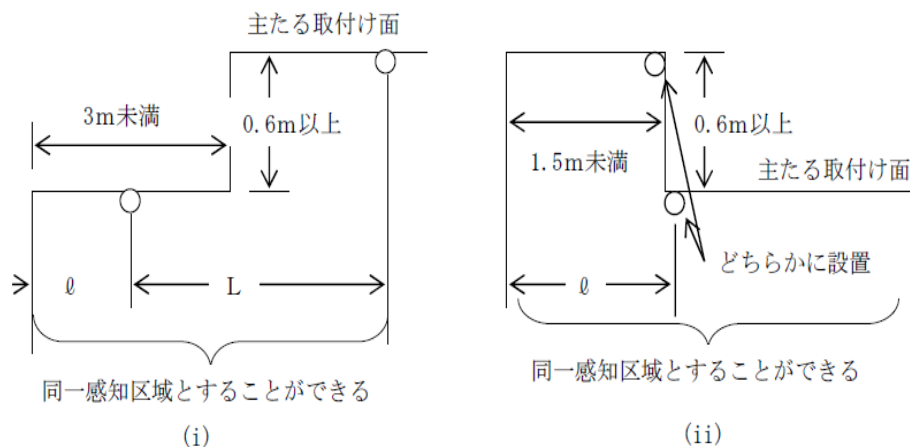 主たる取付け面
3m未満
0.6m以上
ℓ
L
同一感知区域とすることができる
(i)
0.6m以上
1.5m未満
主たる取付け面
どちらかに設置
ℓ
同一感知区域とすることができる
(ii)